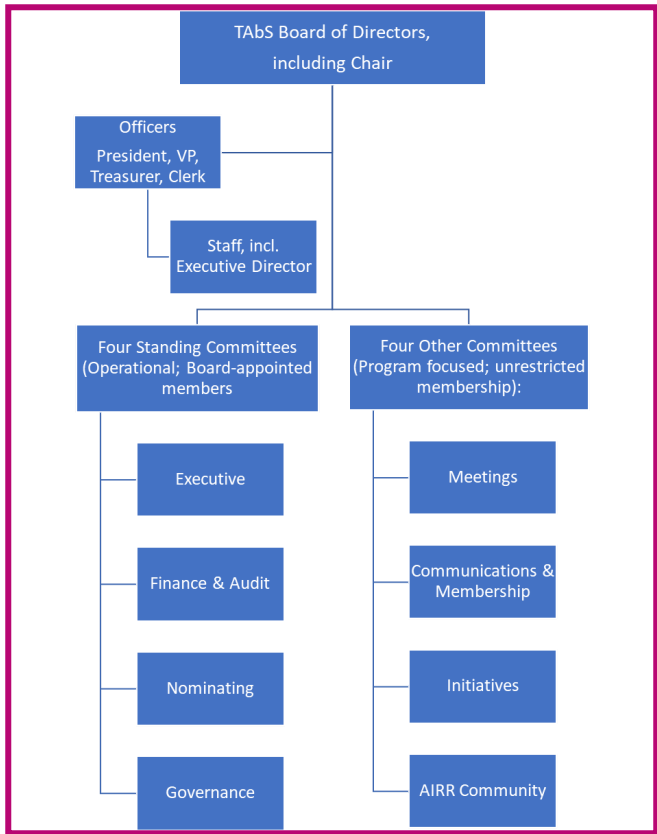 TAbS Board of Directors,
including Chair
Officers
President, VP,
Treasurer, Clerk
Staff, incl.
Executive Director
Four Standing Committees
(Operational; Board-appointed
members
Four Other Committees
(Program focused; unrestricted
membership):
Executive
Finance & Audit
Nominating
Governance
Meetings
Communications &
Membership
Initiatives
AIRR Community